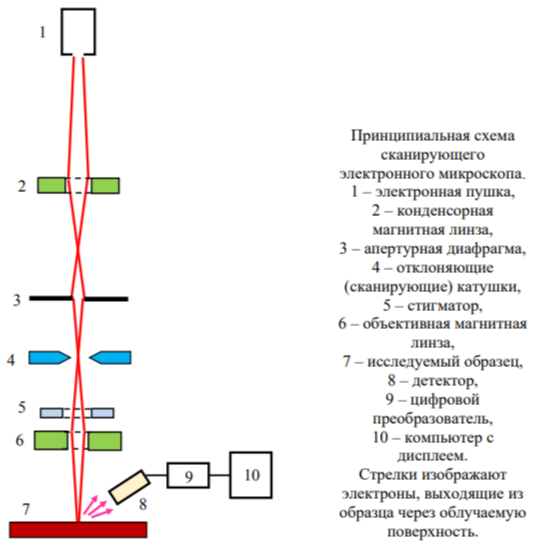 1
2
3
4
5
6
7
8
9
10
Принципиальная схема
сканирующего
электронного микроскопа.
1 – электронная пушка,
2 – конденсорная
магнитная линза,
3 – апертурная диафрагма,
4 – отклоняющие
(сканирующие) катушки,
5 – стигматор,
6 – объективная магнитная
линза,
7 – исследуемый образец,
8 – детектор,
9 – цифровой
преобразователь,
10 – компьютер с
дисплеем.
Стрелки изображают
электроны, выходящие из
образца через облучаемую
поверхность.